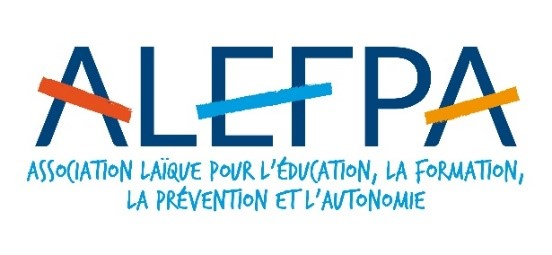 ALEFPA
ASSOCIATION LAÏQUE POUR L'ÉDUCATION, LA FORMATION,
LA PRÉVENTION ET L'AUTONOMIE